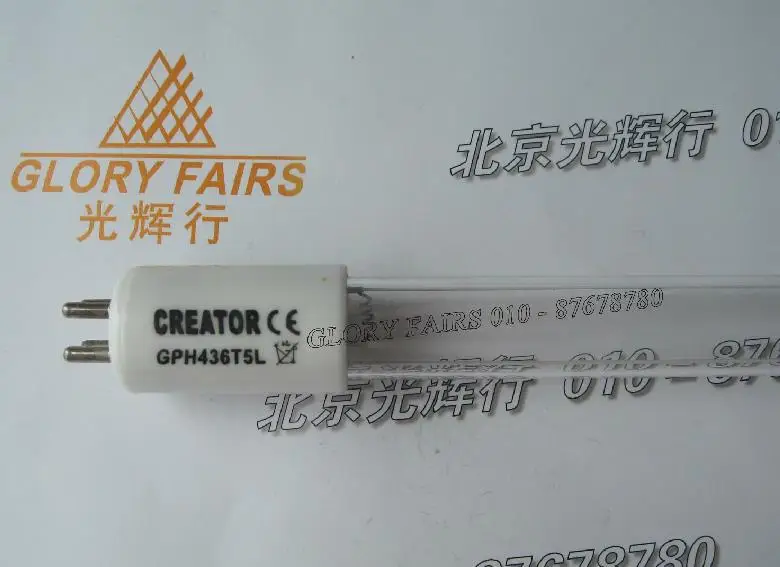 GLORY FAIRS
光辉行
北京光辉行 01
CREATOR CE
GPH436T5L
GLORY FAIRS 010 - 87678780
北京光辉行 010 - 876
87678780